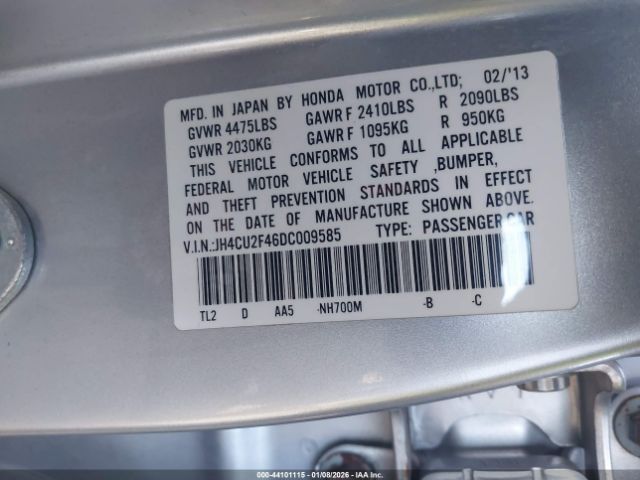 MFD. IN JAPAN BY HONDA MOTOR CO.,LTD; 02/'13
GVWR 4475LBS GAWR F 2410LBS R 2090LBS
GVWR 2030KG GAWR F 1095KG R 950KG
THIS VEHICLE CONFORMS TO ALL APPLICABLE
FEDERAL MOTOR VEHICLE SAFETY ,BUMPER,
AND THEFT PREVENTION STANDARDS IN EFFECT
ON THE DATE OF MANUFACTURE SHOWN ABOVE.
V.I.N.:JH4CU2F46DC009585 TYPE: PASSENGER CAR
TL2 D AA5 -NH700M -B -C
000-44101115 - 01/08/2026 - IAA Holdings, LLC.